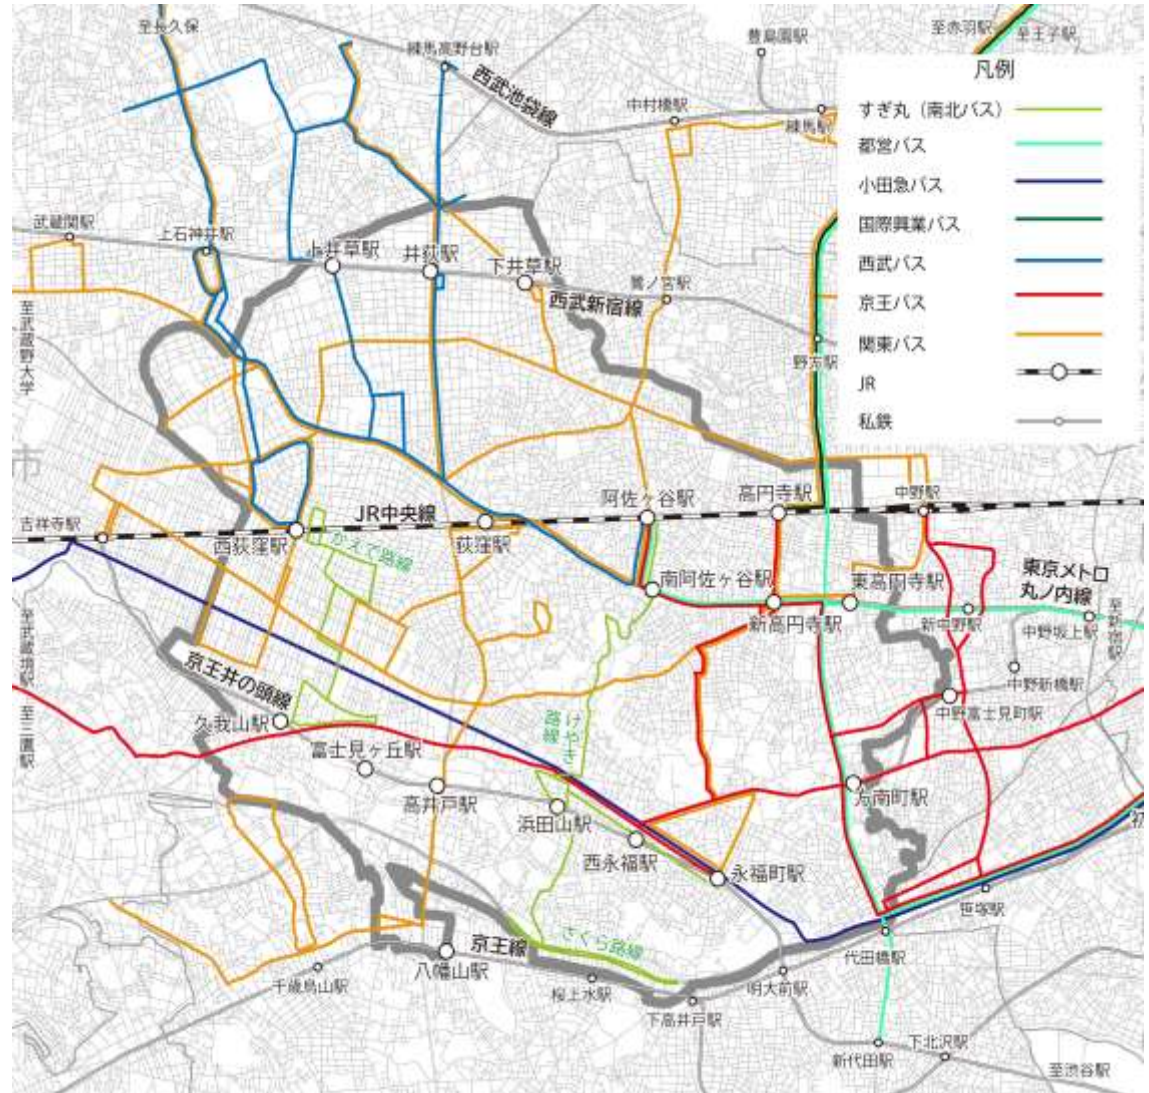 至長久保
練馬高野台駅
豊島園駅
至赤羽駅
至王子駅
西武池袋線
中村橋駅
練馬駅
凡例
すぎ丸（南北バス）
都営バス
小田急バス
国際興業バス
西武バス
京王バス
関東バス
JR
私鉄
武蔵関駅
上石神井駅
上井草駅
井荻駅
下井草駅
西武新宿線
鷺ノ宮駅
至武蔵野大学
野方駅
市
吉祥寺駅
西荻窪駅
JR中央線
荻窪駅
阿佐ヶ谷駅
高円寺駅
中野駅
かえで路線
南阿佐ヶ谷駅
東高円寺駅
新高円寺駅
東京メトロ
丸ノ内線
新中野駅
中野坂上駅
至新宿駅
中野新橋駅
中野富士見町駅
至武蔵境駅
至三鷹駅
京王井の頭線
久我山駅
富士見ヶ丘駅
高井戸駅
けやき
路線
浜田山駅
西永福駅
永福町駅
方南町駅
初
笹塚駅
代田橋駅
さくら路線
京王線
八幡山駅
千歳烏山駅
桜上水駅
下高井戸駅
明大前駅
新代田駅
下北沢駅
至渋谷駅